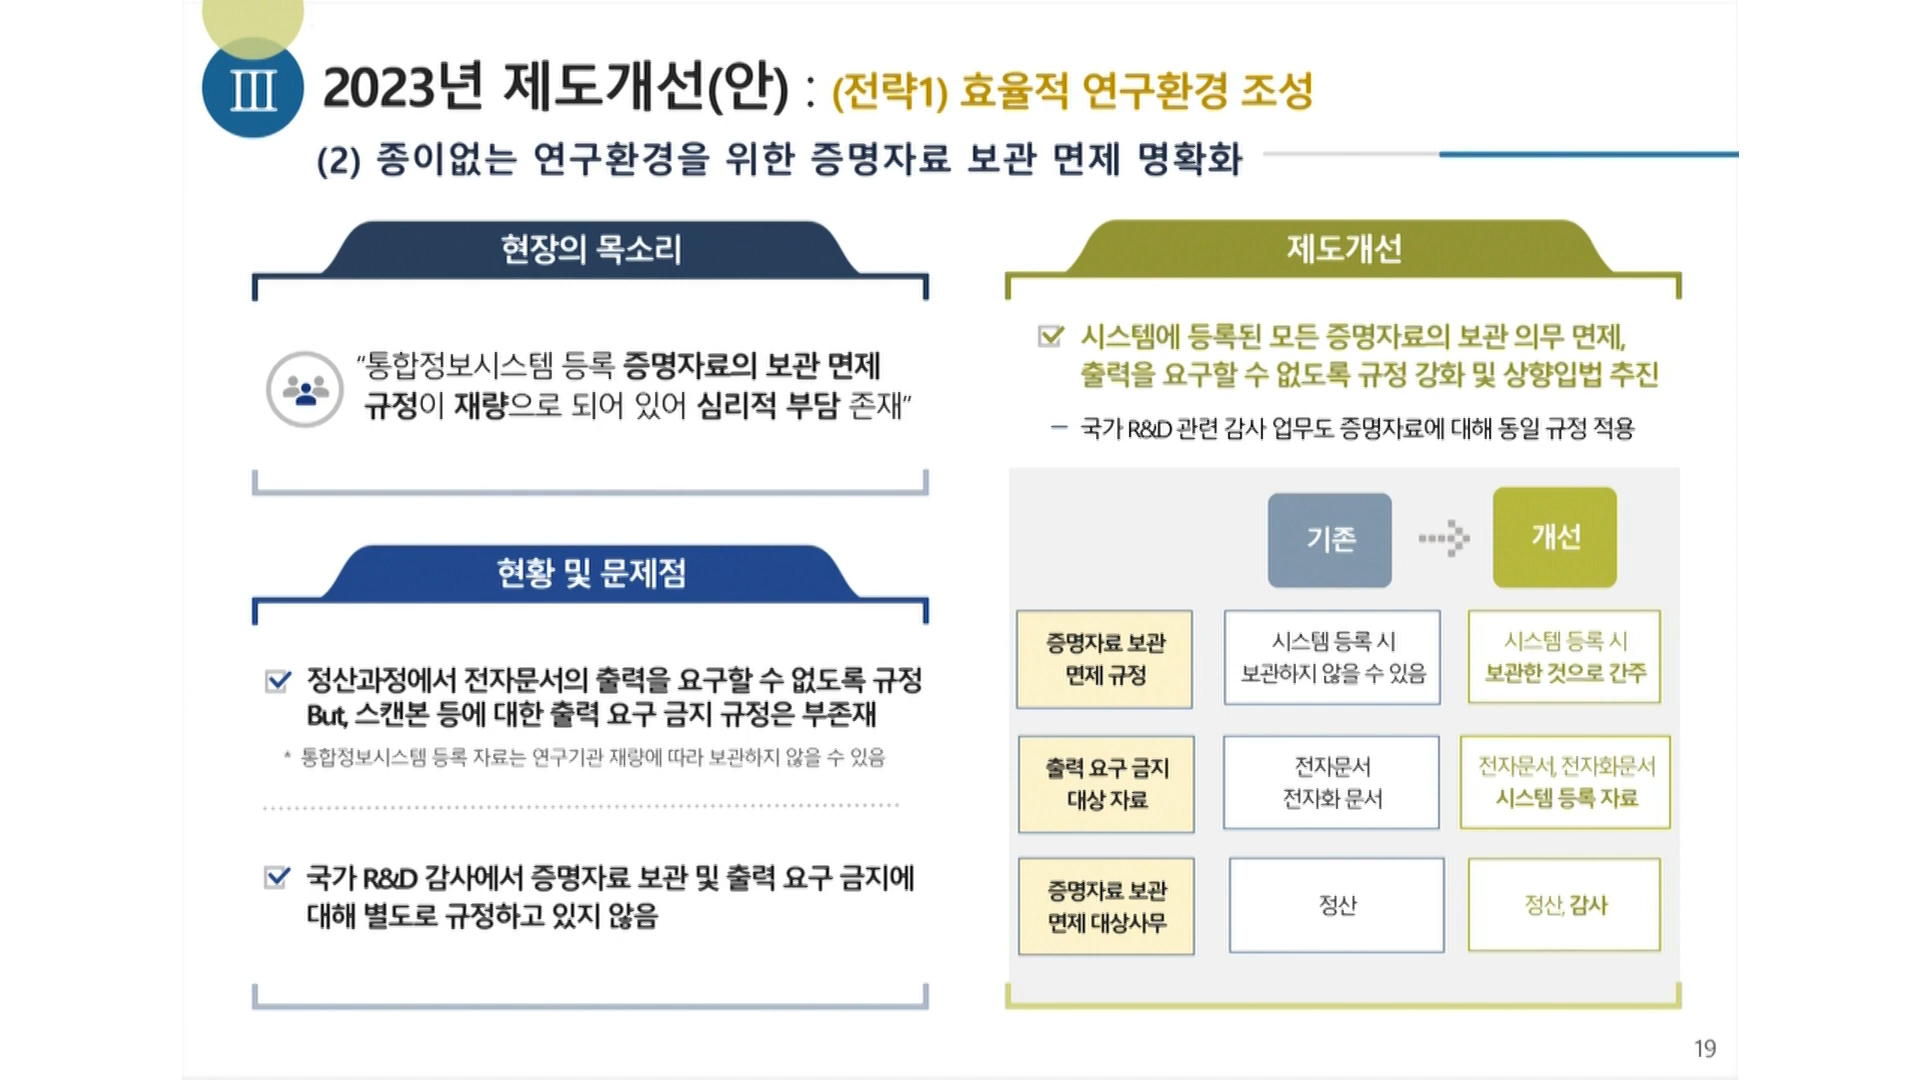 Ⅲ
2023년 제도개선(안) : (전략1) 효율적 연구환경 조성
(2) 종이없는 연구환경을 위한 증명자료 보관 면제 명확화
현장의 목소리
“통합정보시스템 등록 증명자료의 보관 면제
규정이 재량으로 되어 있어 심리적 부담 존재”
현황 및 문제점
정산과정에서 전자문서의 출력을 요구할 수 없도록 규정
But, 스캔본 등에 대한 출력 요구 금지 규정은 부존재
* 통합정보시스템 등록 자료는 연구기관 재량에 따라 보관하지 않을 수 있음
국가 R&D 감사에서 증명자료 보관 및 출력 요구 금지에
대해 별도로 규정하고 있지 않음
제도개선
시스템에 등록된 모든 증명자료의 보관 의무 면제,
출력을 요구할 수 없도록 규정 강화 및 상향입법 추진
– 국가 R&D 관련 감사 업무도 증명자료에 대해 동일 규정 적용
기존
개선
증명자료 보관
면제 규정
시스템 등록 시
보관하지 않을 수 있음
시스템 등록 시
보관한 것으로 간주
출력 요구 금지
대상 자료
전자문서
전자화 문서
전자문서, 전자화문서
시스템 등록 자료
증명자료 보관
면제 대상사무
정산
정산, 감사
19